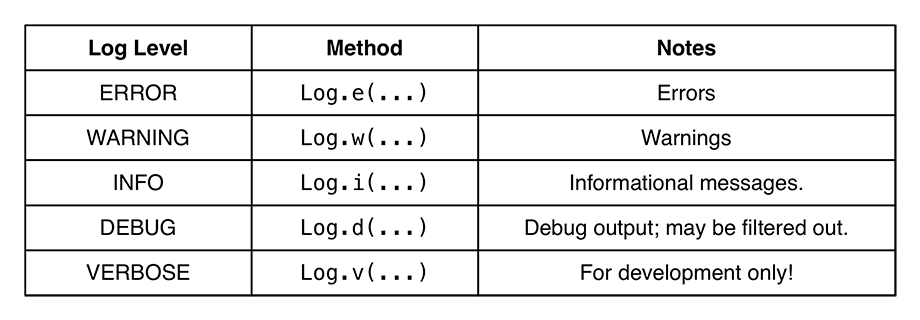 Log Level Method Notes
ERROR Log.e(...) Errors
WARNING Log.w(...) Warnings
INFO Log.i(...) Informational messages.
DEBUG Log.d(...) Debug output; may be filtered out.
VERBOSE Log.v(...) For development only!